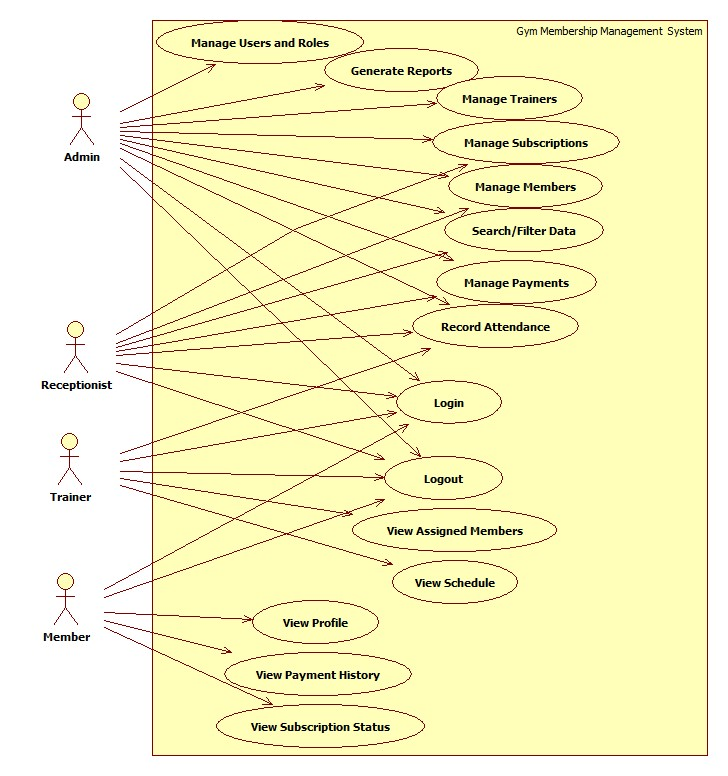 Gym Membership Management System
Manage Users and Roles
Generate Reports
Manage Trainers
Admin
Manage Subscriptions
Manage Members
Search/Filter Data
Manage Payments
Record Attendance
Receptionist
Login
Logout
Trainer
View Assigned Members
View Schedule
View Profile
Member
View Payment History
View Subscription Status